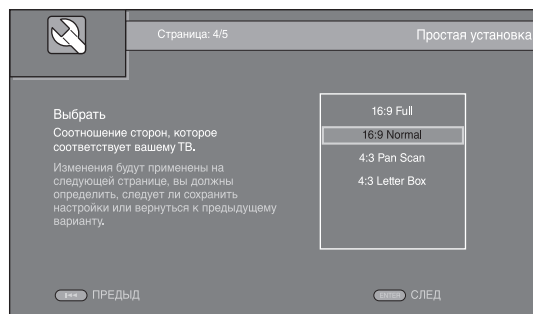 Страница: 4/5
Простая установка
Выбрать
Соотношение сторон, которое
соответствует вашему ТВ.
Изменения будут применены на
следующей странице, вы должны
определить, следует ли сохранить
настройки или вернуться к предыдущему
варианту.
16:9 Full
16:9 Normal
4:3 Pan Scan
4:3 Letter Box
ПРЕДЫД
ENTER СЛЕД